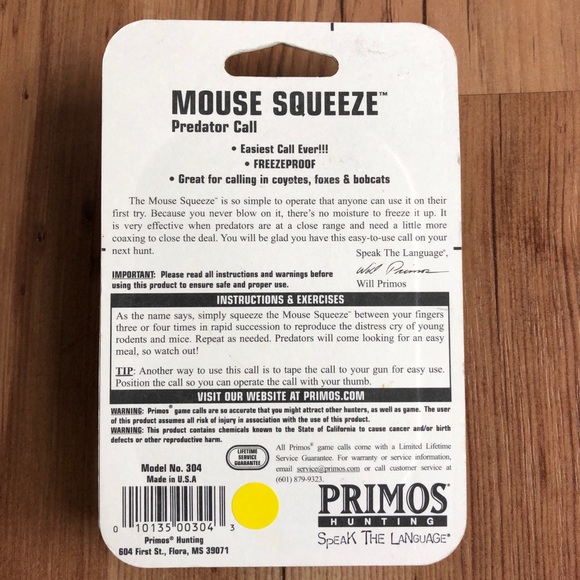 MOUSE SQUEEZE™
Predator Call
• Easiest Call Ever!!!
• FREEZEPROOF
• Great for calling in coyotes, foxes & bobcats
The Mouse Squeeze™ is so simple to operate that anyone can use it on their
first try. Because you never blow on it, there's no moisture to freeze it up. It
is very effective when predators are at a close range and need a little more
coaxing to close the deal. You will be glad you have this easy-to-use call on your
next hunt.
Speak The Language®,
Will Primos
Will Primos
IMPORTANT: Please read all instructions and warnings before
using this product to ensure safe and proper use.
INSTRUCTIONS & EXERCISES
As the name says, simply squeeze the Mouse Squeeze™ between your fingers
three or four times in rapid succession to reproduce the distress cry of young
rodents and mice. Repeat as needed. Predators will come looking for an easy
meal, so watch out!
TIP: Another way to use this call is to tape the call to your gun for easy use.
Position the call so you can operate the call with your thumb.
VISIT OUR WEBSITE AT PRIMOS.COM
WARNING: Primos® game calls are so accurate that you might attract other hunters, as well as game. The user
of this product assumes all risk of injury in association with the use of this product.
WARNING: This product contains chemicals known to the State of California to cause cancer and/or birth
defects or other reproductive harm.
LIFETIME
SERVICE
GUARANTEE
All Primos® game calls come with a Limited Lifetime
Service Guarantee. For warranty or service information,
email service@primos.com or call customer service at
(601) 879-9323.
Model No. 304
Made in U.S.A
0 10135 00304 3
Primos® Hunting
604 First St., Flora, MS 39071
PRIMOS®
HUNTING
SPEAK THE LANGUAGE®